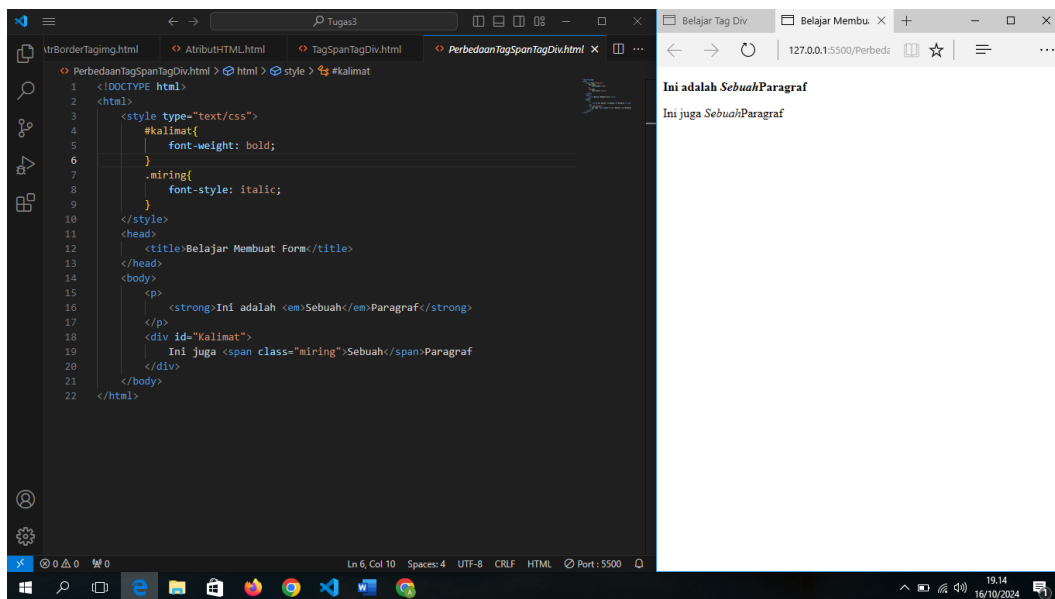 Tugas3
trBorderTagimg.html AtributHTML.html TagSpanTagDiv.html PerbedaanTagSpanTagDiv.html
PerbedaanTagSpanTagDiv.html > html > style > #kalimat
1 <!DOCTYPE html>
2 <html>
3 <style type="text/css">
4 #kalimat{
5 font-weight: bold;
6 }
7 .miring{
8 font-style: italic;
9 }
10 </style>
11 <head>
12 <title>Belajar Membuat Form</title>
13 </head>
14 <body>
15 <p>
16 <strong>Ini adalah <em>Sebuah</em>Paragraf</strong>
17 </p>
18 <div id="Kalimat">
19 Ini juga <span class="miring">Sebuah</span>Paragraf
20 </div>
21 </body>
22 </html>
0 0 0 Ln 6, Col 10 Spaces: 4 UTF-8 CRLF HTML Port : 5500
Belajar Tag Div Belajar Membu
127.0.0.1:5500/Perbeda
Ini adalah SebuahParagraf
Ini juga SebuahParagraf
19.14
16/10/2024